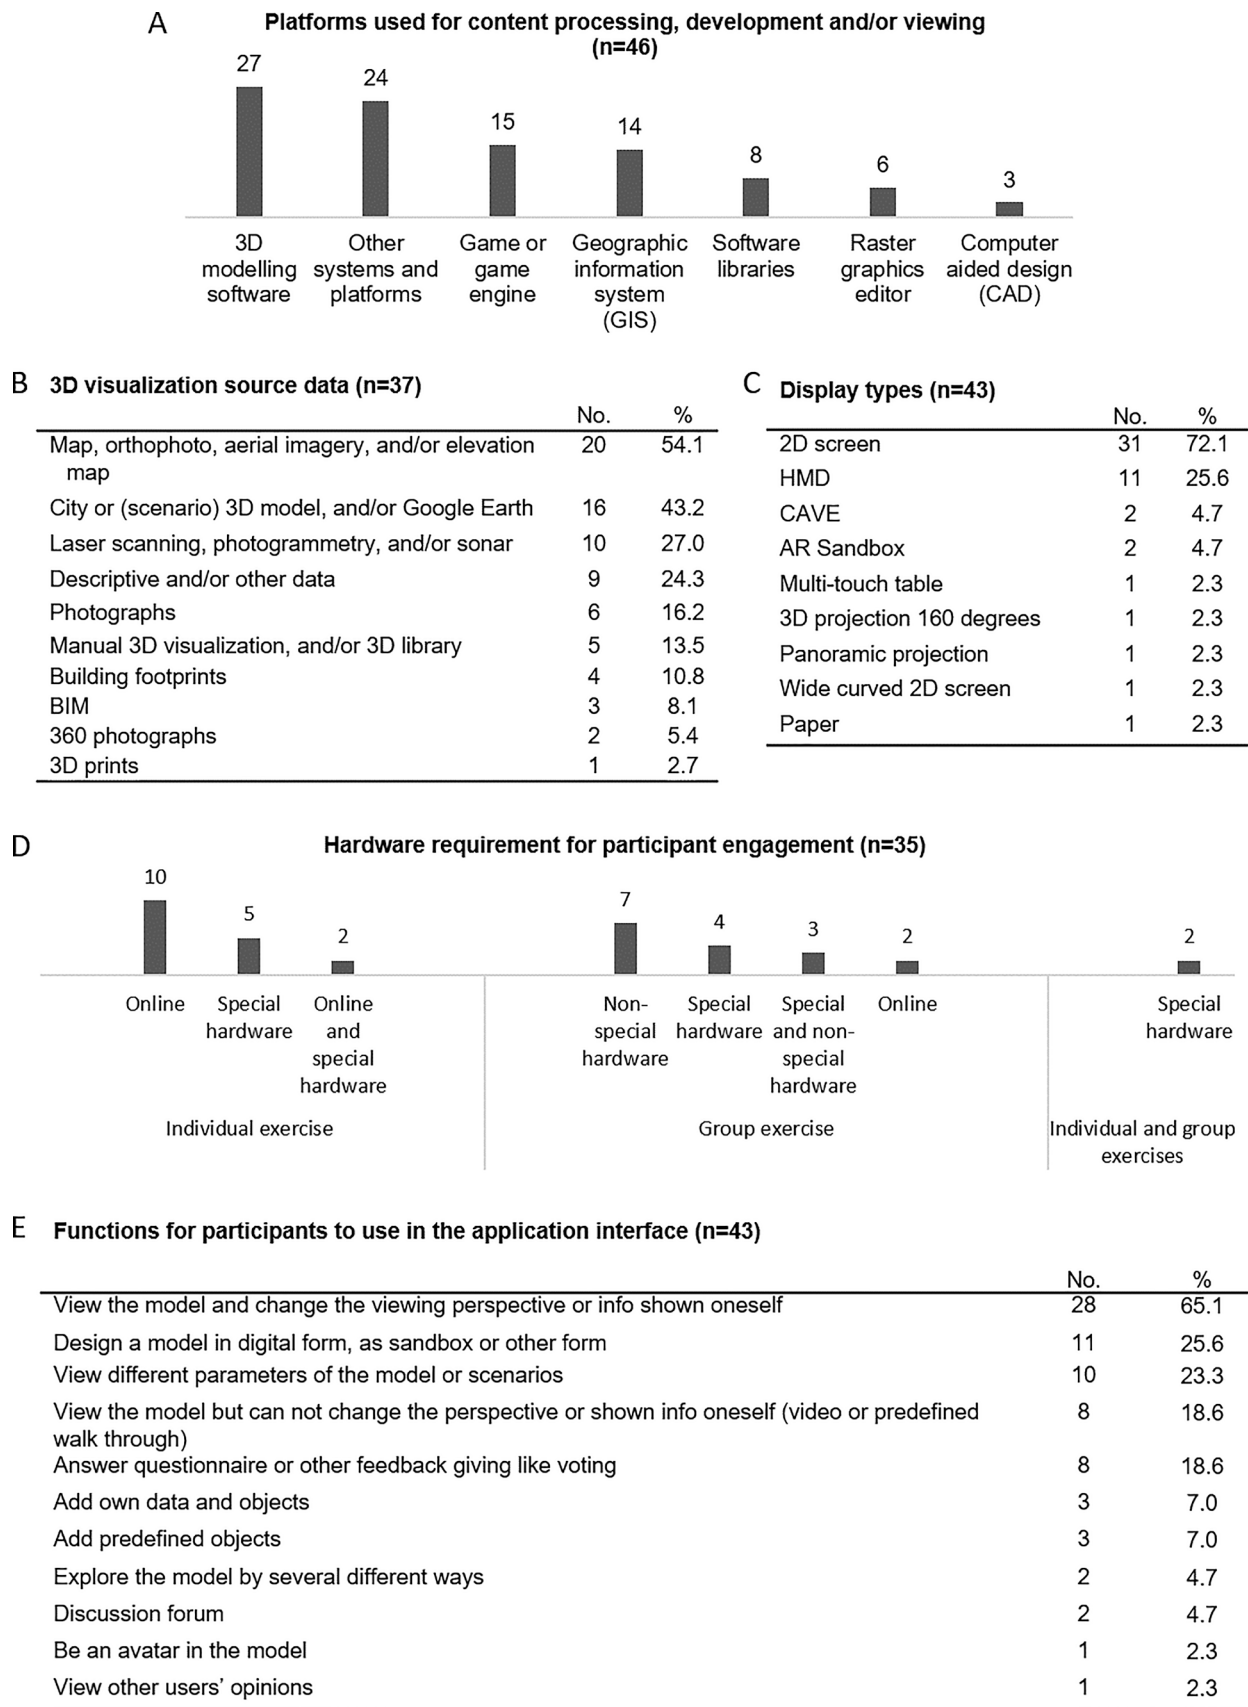 A
Platforms used for content processing, development and/or viewing
(n=46)
27
24
15
14
8
6
3
3D
modelling
software
Other
systems and
platforms
Game or
game
engine
Geographic
information
system
(GIS)
Software
libraries
Raster
graphics
editor
Computer
aided design
(CAD)
B 3D visualization source data (n=37)
No. %
Map, orthophoto, aerial imagery, and/or elevation 20 54.1
map
City or (scenario) 3D model, and/or Google Earth 16 43.2
Laser scanning, photogrammetry, and/or sonar 10 27.0
Descriptive and/or other data 9 24.3
Photographs 6 16.2
Manual 3D visualization, and/or 3D library 5 13.5
Building footprints 4 10.8
BIM 3 8.1
360 photographs 2 5.4
3D prints 1 2.7
C Display types (n=43)
No. %
2D screen 31 72.1
HMD 11 25.6
CAVE 2 4.7
AR Sandbox 2 4.7
Multi-touch table 1 2.3
3D projection 160 degrees 1 2.3
Panoramic projection 1 2.3
Wide curved 2D screen 1 2.3
Paper 1 2.3
D Hardware requirement for participant engagement (n=35)
10
5
2
7
4
3
2
2
Online
Special
hardware
Online
and
special
hardware
Individual exercise
Non-
special
hardware
Special
hardware
Special
and non-
special
hardware
Online
Group exercise
Special
hardware
Individual and group
exercises
E Functions for participants to use in the application interface (n=43)
No. %
View the model and change the viewing perspective or info shown oneself 28 65.1
Design a model in digital form, as sandbox or other form 11 25.6
View different parameters of the model or scenarios 10 23.3
View the model but can not change the perspective or shown info oneself (video or predefined 8 18.6
walk through)
Answer questionnaire or other feedback giving like voting 8 18.6
Add own data and objects 3 7.0
Add predefined objects 3 7.0
Explore the model by several different ways 2 4.7
Discussion forum 2 4.7
Be an avatar in the model 1 2.3
View other users' opinions 1 2.3